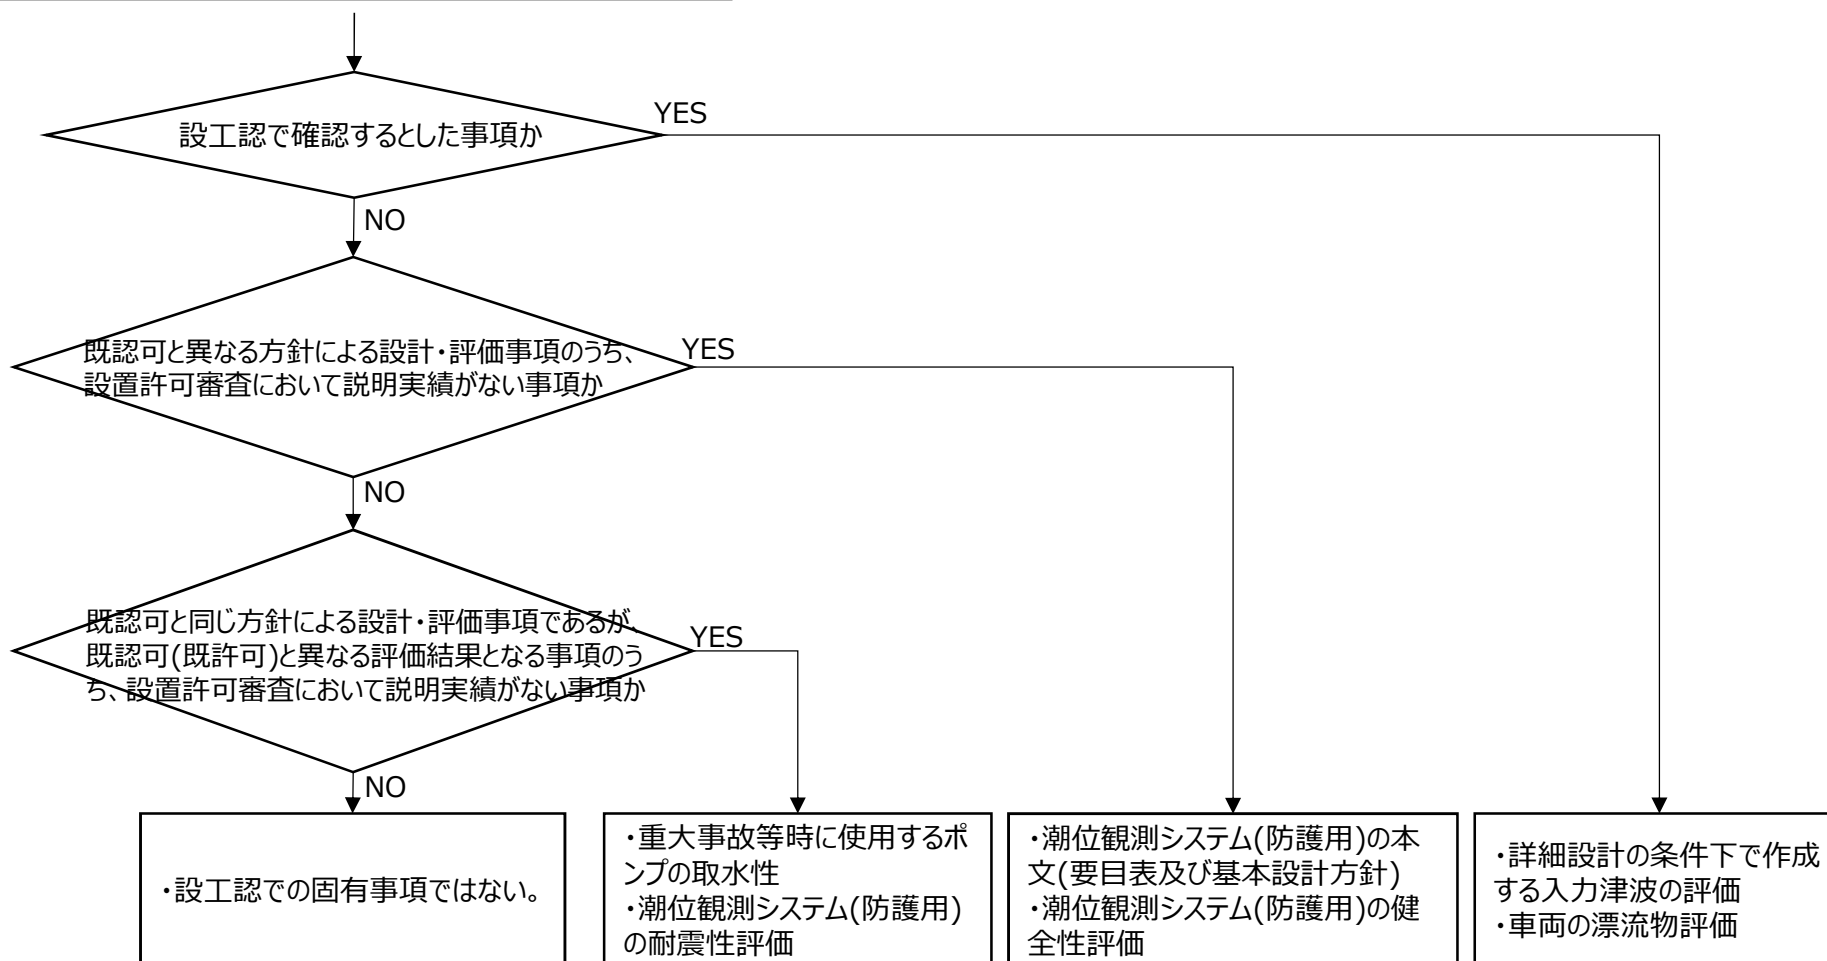 設工認で確認するとした事項か
YES
NO
既認可と異なる方針による設計・評価事項のうち、
設置許可審査において説明実績がない事項か
YES
NO
既認可と同じ方針による設計・評価事項であるが、
既認可(既許可)と異なる評価結果となる事項のう
ち、設置許可審査において説明実績がない事項か
YES
NO
・設工認での固有事項ではない。
・重大事故等時に使用するポ
ンプの取水性
・潮位観測システム(防護用)
の耐震性評価
・潮位観測システム(防護用)の本
文(要目表及び基本設計方針)
・潮位観測システム(防護用)の健
全性評価
・詳細設計の条件下で作成
する入力津波の評価
・車両の漂流物評価